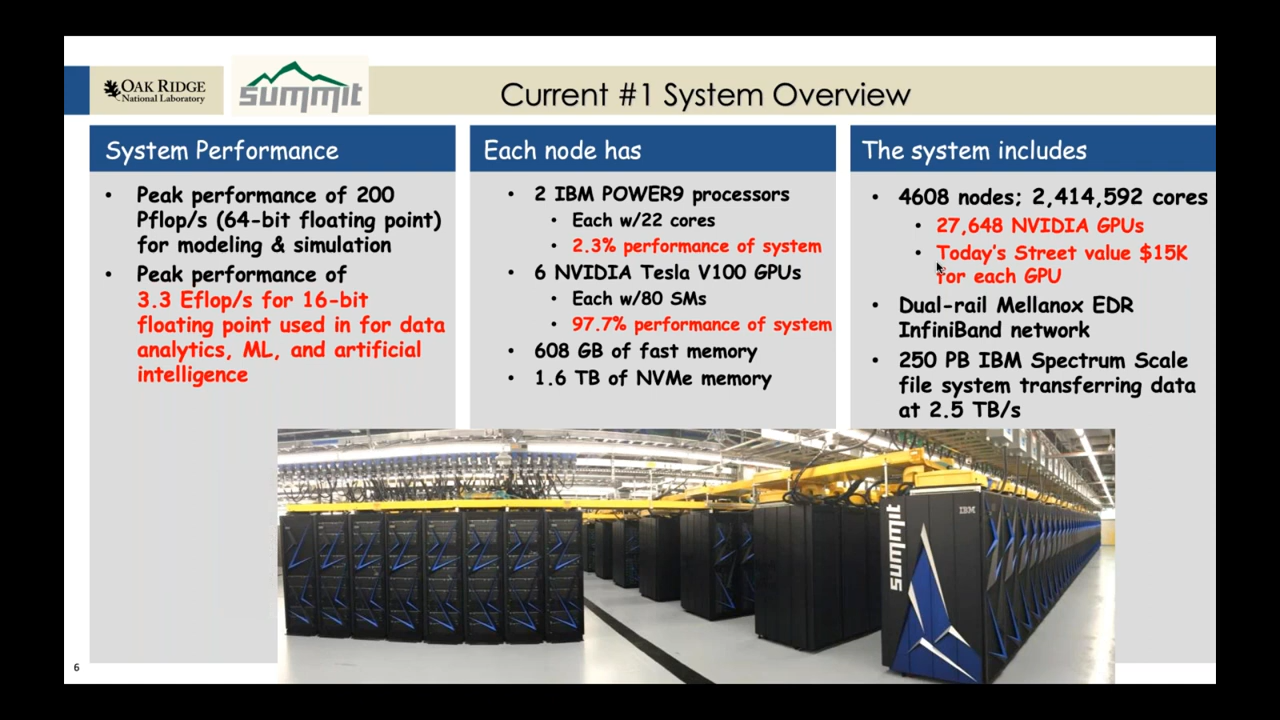 OAK RIDGE
National Laboratory
summit
Current #1 System Overview
System Performance
• Peak performance of 200
Pflop/s (64-bit floating point)
for modeling & simulation
• Peak performance of
3.3 Eflop/s for 16-bit
floating point used in for data
analytics, ML, and artificial
intelligence
Each node has
• 2 IBM POWER9 processors
• Each w/22 cores
• 2.3% performance of system
• 6 NVIDIA Tesla V100 GPUs
• Each w/80 SMs
• 97.7% performance of system
• 608 GB of fast memory
• 1.6 TB of NVMe memory
The system includes
• 4608 nodes; 2,414,592 cores
• 27,648 NVIDIA GPUs
• Today's Street value $15K
for each GPU
• Dual-rail Mellanox EDR
InfiniBand network
• 250 PB IBM Spectrum Scale
file system transferring data
at 2.5 TB/s
summit
IBM
6